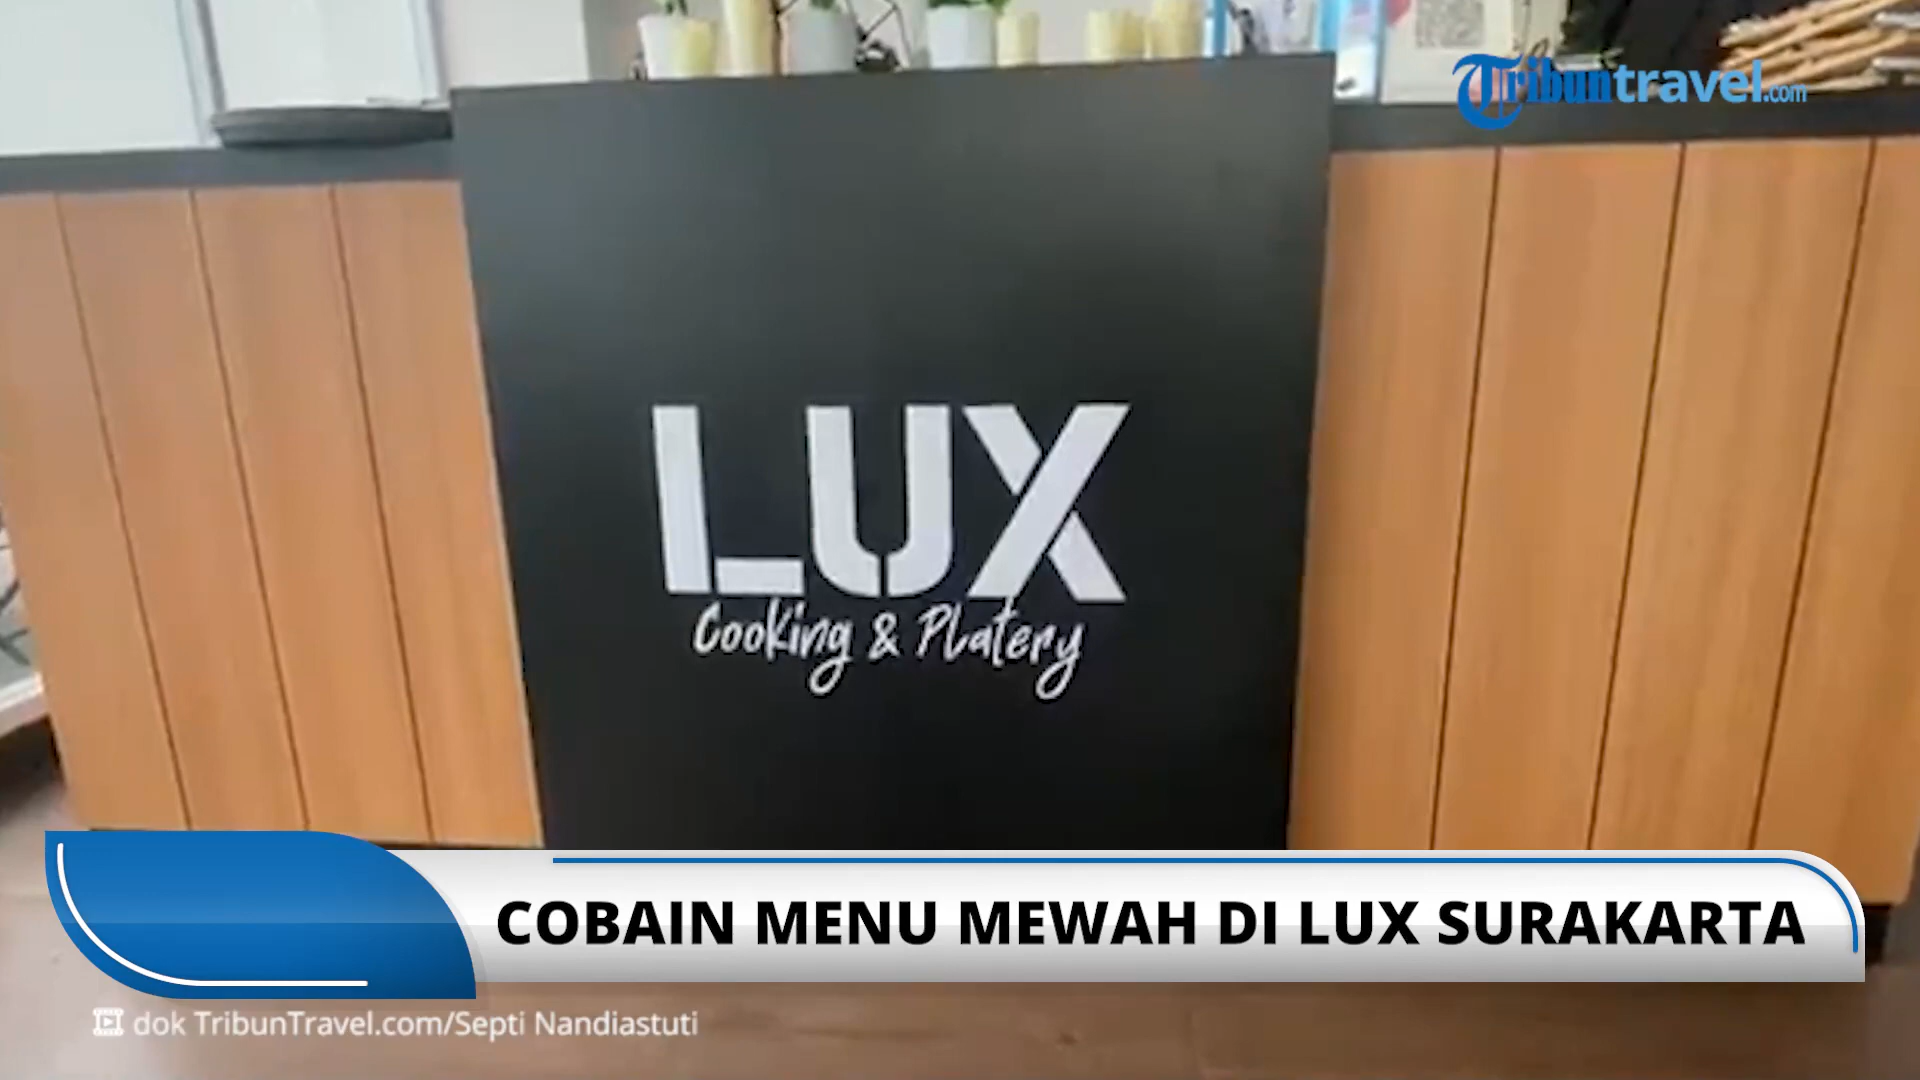 Tribuntravel.com
LUX
Cooking & Platery
COBAIN MENU MEWAH DI LUX SURAKARTA
dok TribunTravel.com/Septi Nandiastuti